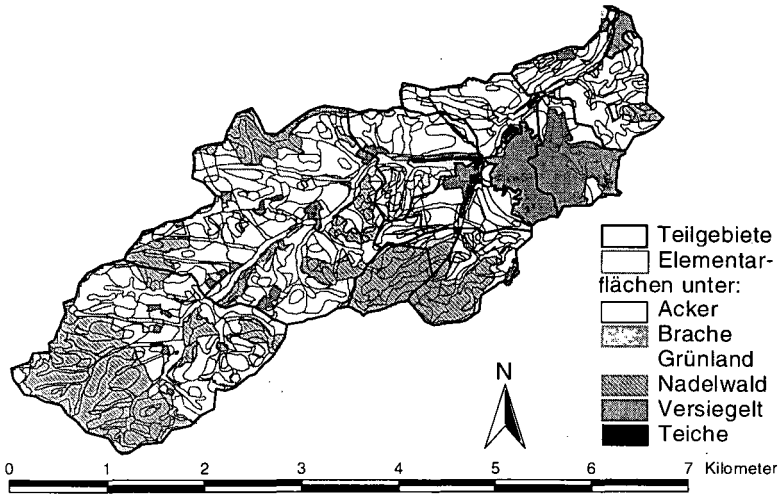 Teilgebiete
Elementar-
flächen unter:
Acker
Brache
Grünland
Nadelwald
Versiegelt
Teiche
N
0 1 2 3 4 5 6 7 Kilometer